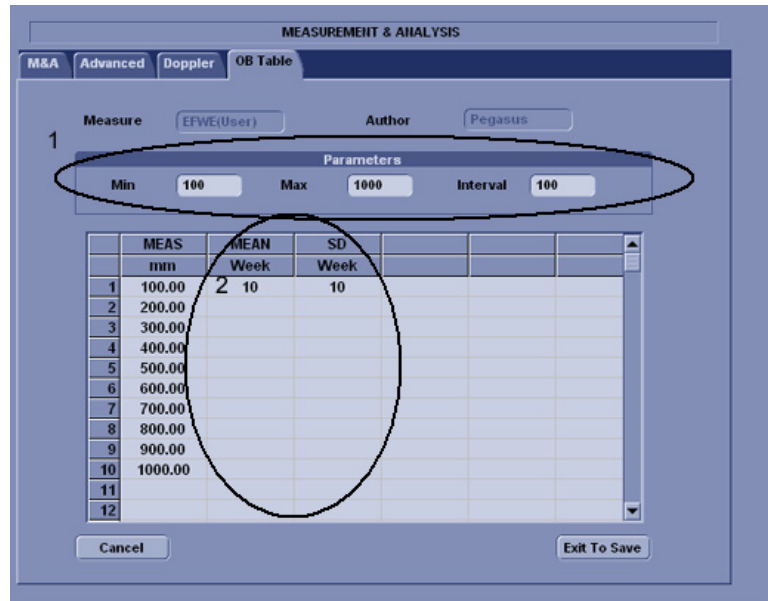 MEASUREMENT & ANALYSIS
M&A Advanced Doppler OB Table
Measure EFWE(User) Author Pegasus
1
Parameters
Min 100 Max 1000 Interval 100
MEAS MEAN SD
mm Week Week
1 100.00 2 10 10
2 200.00
3 300.00
4 400.00
5 500.00
6 600.00
7 700.00
8 800.00
9 900.00
10 1000.00
11
12
Cancel Exit To Save